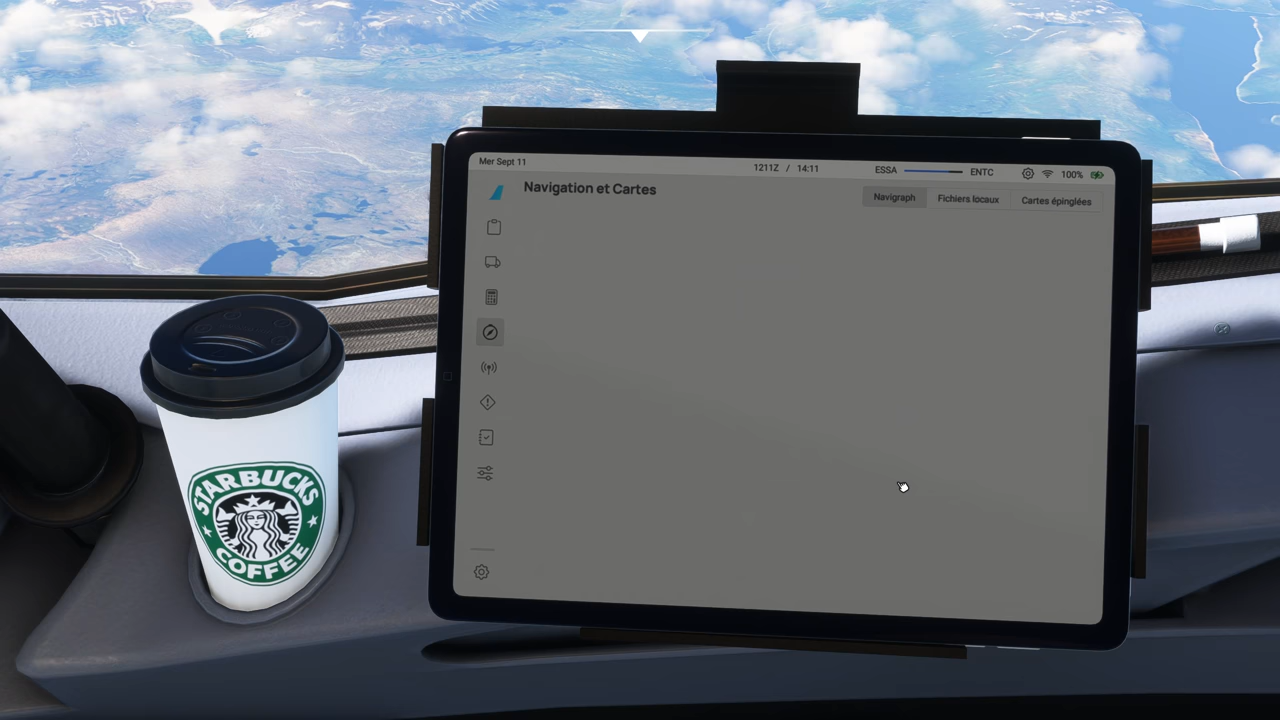 Mer Sept 11
1211Z / 14:11
ESSA
ENTC
100%
Navigation et Cartes
Navigraph
Fichiers locaux
Cartes épinglées
STARBUCKS
COFFEE